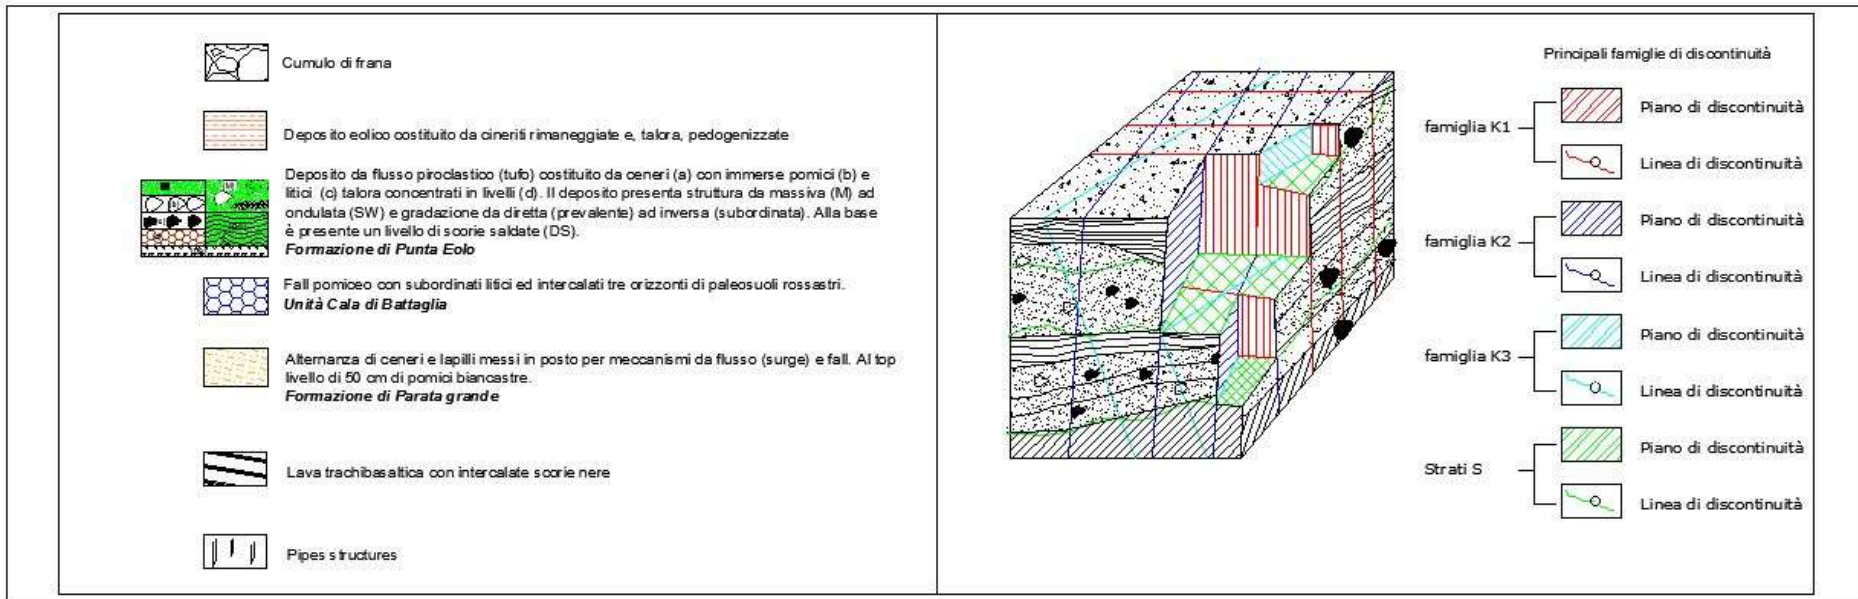 Cumulo di frana
Deposito eolico costituito da cineriti rimaneggiate e, talora, pedogenizzate
Deposito da flusso piroclastico (tufo) costituito da ceneri (a) con immerse pomici (b) e
litici (c) talora concentrati in livelli (d). Il deposito presenta struttura da massiva (M) ad
ondulata (SW) e gradazione da diretta (prevalente) ad inversa (subordinata). Alla base
è presente un livello di scorie saldate (DS).
Formazione di Punta Eolo
Fall pomiceo con subordinati litici ed intercalati tre orizzonti di paleosuoli rossastri.
Unità Cala di Battaglia
Alternanza di ceneri e lapilli messi in posto per meccanismi da flusso (surge) e fall. Al top
livello di 50 cm di pomici biancastre.
Formazione di Parata grande
Lava trachibasaltica con intercalate scorie nere
Pipes structures
Principali famiglie di discontinuità
famiglia K1
Piano di discontinuità
Linea di discontinuità
famiglia K2
Piano di discontinuità
Linea di discontinuità
famiglia K3
Piano di discontinuità
Linea di discontinuità
Strati S
Piano di discontinuità
Linea di discontinuità